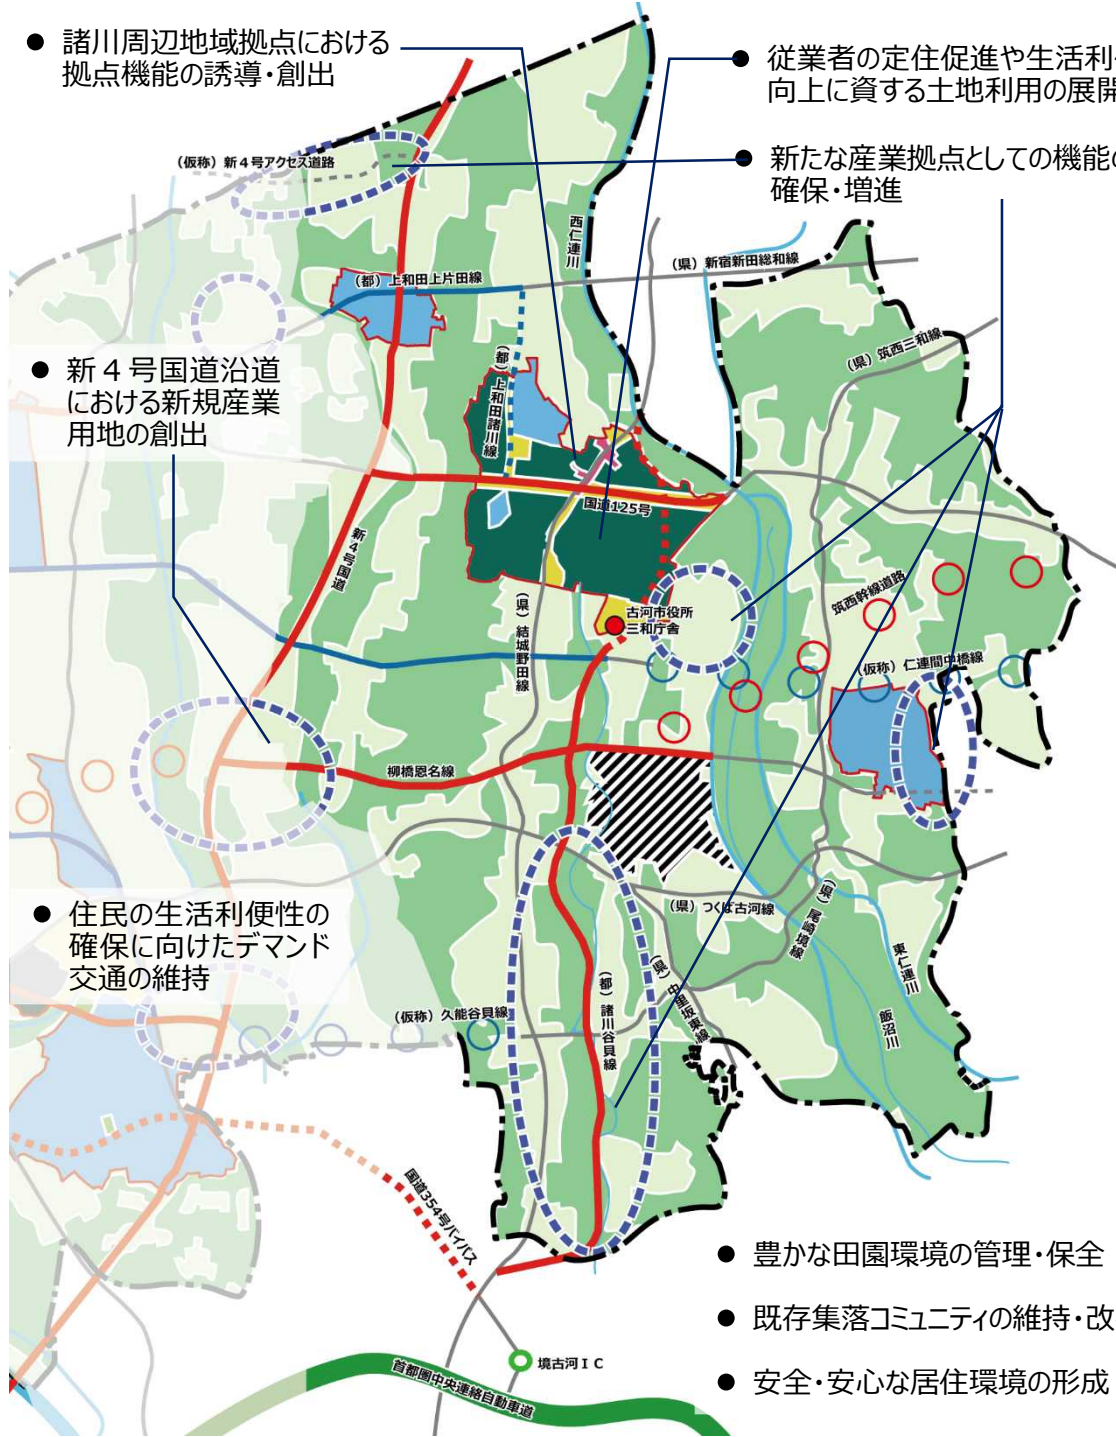 ● 諸川周辺地域拠点における
拠点機能の誘導・創出
● 従業者の定住促進や生活利
向上に資する土地利用の展開
（仮称）新４号アクセス道路
● 新たな産業拠点としての機能
確保・増進
西仁連川
（県）新宿新田総和線
（都）上和田上片田線
（県）筑西三和線
● 新４号国道沿道
における新規産業
用地の創出
（都）上和田諸川線
国道125号
新４号国道
筑西幹線道路
（県）結城野田線
古河市役所
三和庁舎
（仮称）仁連間中橋線
柳橋恩名線
● 住民の生活利便性の
確保に向けたデマンド
交通の維持
（県）つくば古河線
（県）尾崎境線
東仁連川
飯沼川
（県）中里坂東線
（都）諸川谷貝線
（仮称）久能谷貝線
国道354号バイパス
● 豊かな田園環境の管理・保全
● 既存集落コミュニティの維持・改
● 安全・安心な居住環境の形成
境古河ＩＣ
首都圏中央連絡自動車道